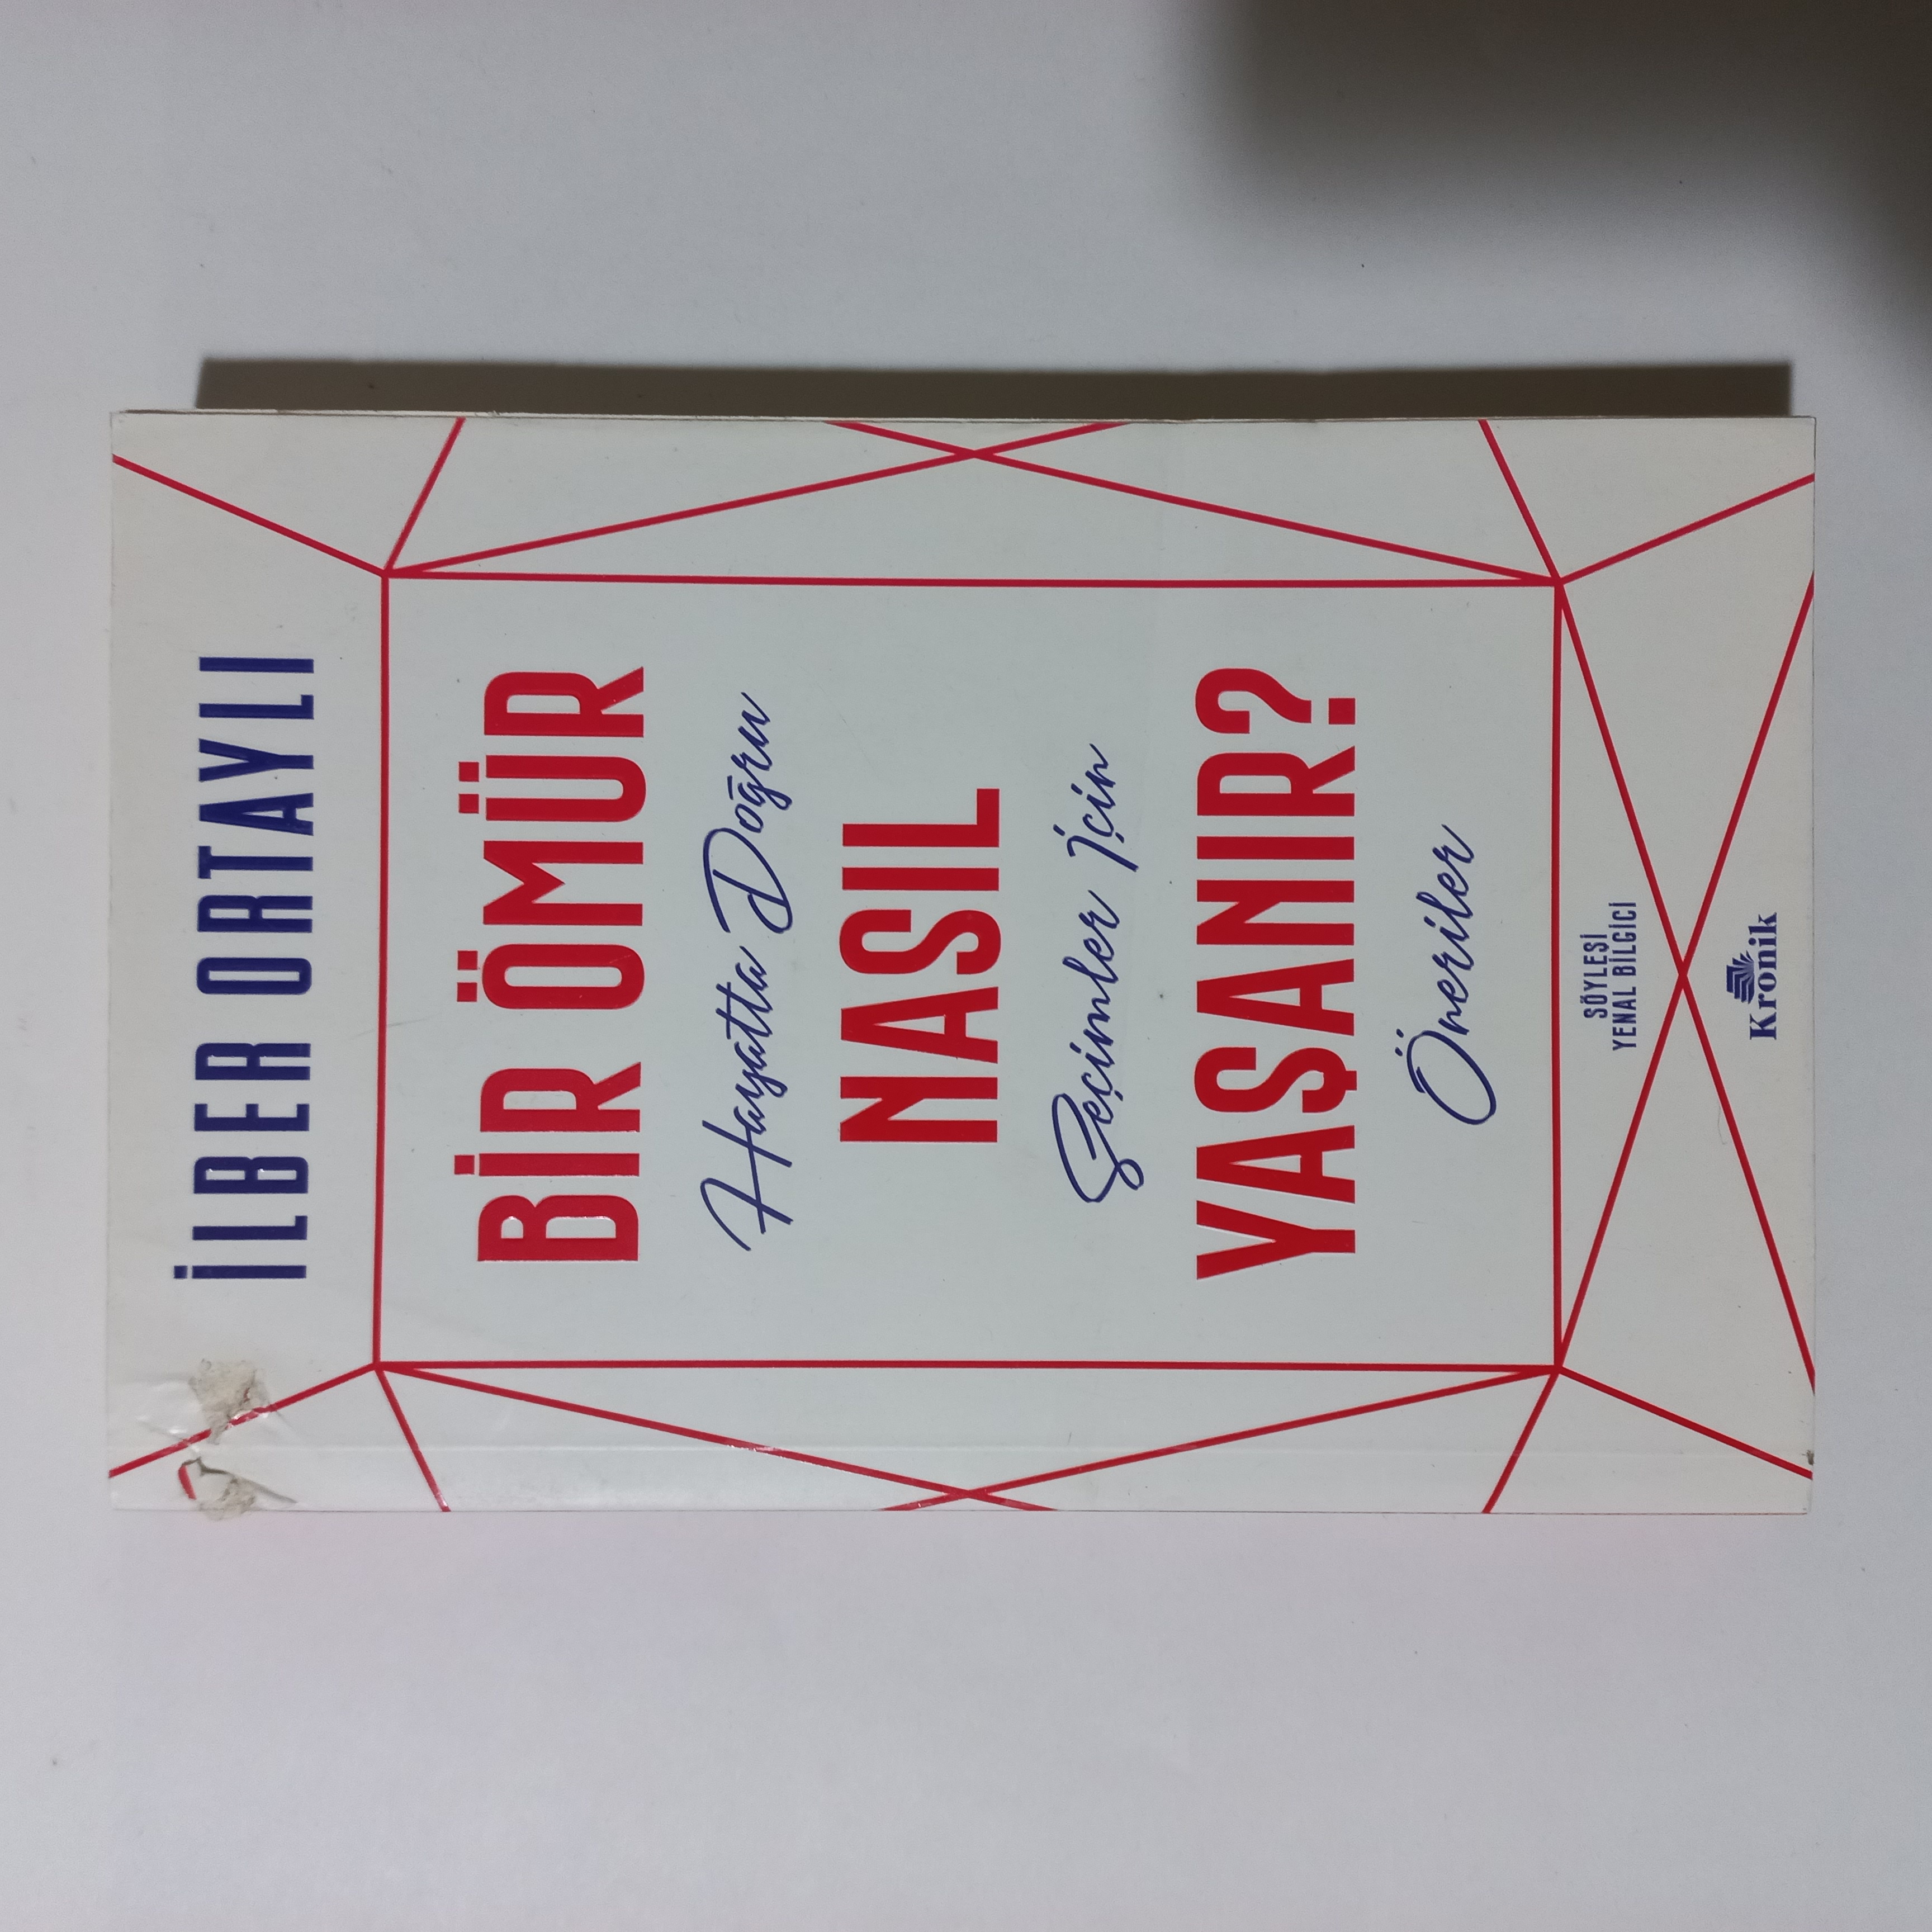 İLBER ORTAYLI
BİR ÖMÜR
Hayatta Doğru
NASIL
Seçimler İçin
YAŞANIR?
Öneriler
SÖYLEŞİ
YENAL BİLGİCİ
Kronik